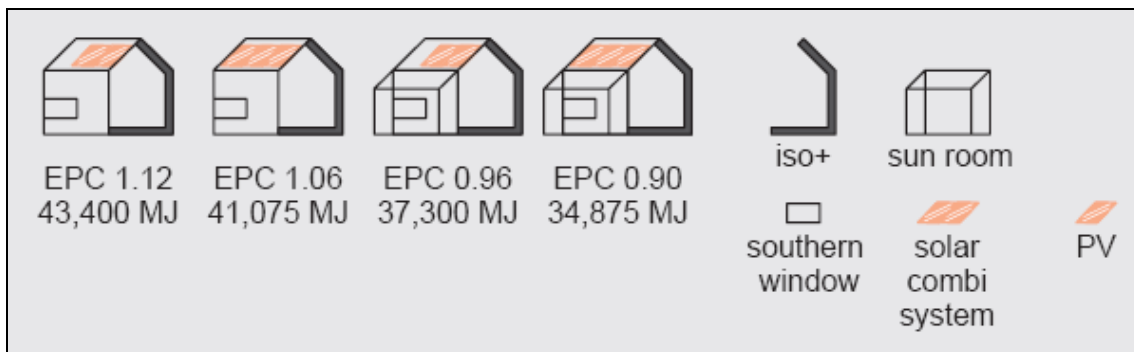 EPC 1.12
43,400 MJ
EPC 1.06
41,075 MJ
EPC 0.96
37,300 MJ
EPC 0.90
34,875 MJ
iso+
sun room
southern
window
solar
combi
system
PV